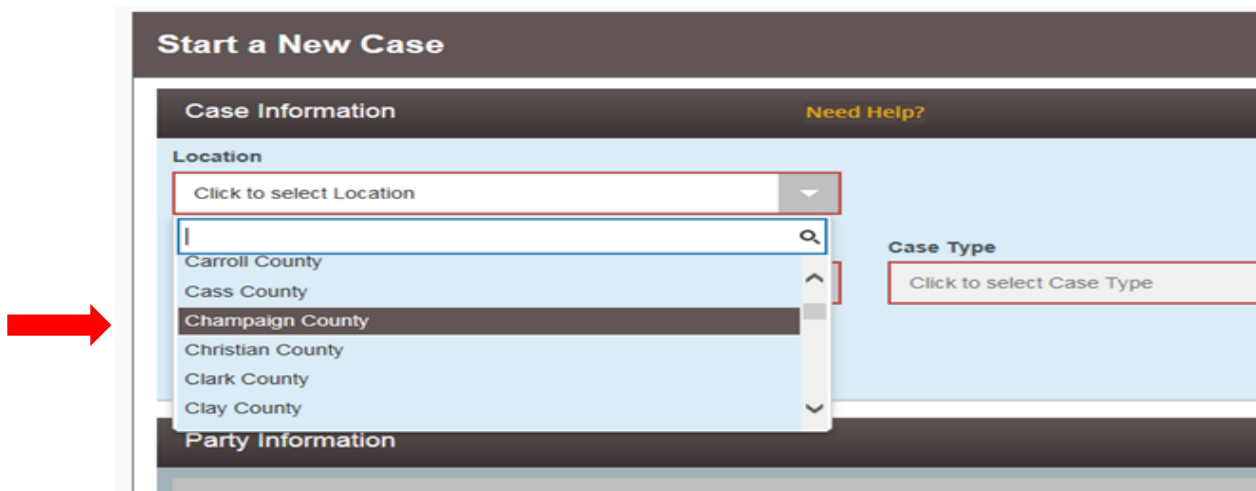 Start a New Case
Case Information
Need Help?
Location
Click to select Location
Carroll County
Cass County
Champaign County
Christian County
Clark County
Clay County
Case Type
Click to select Case Type
Party Information